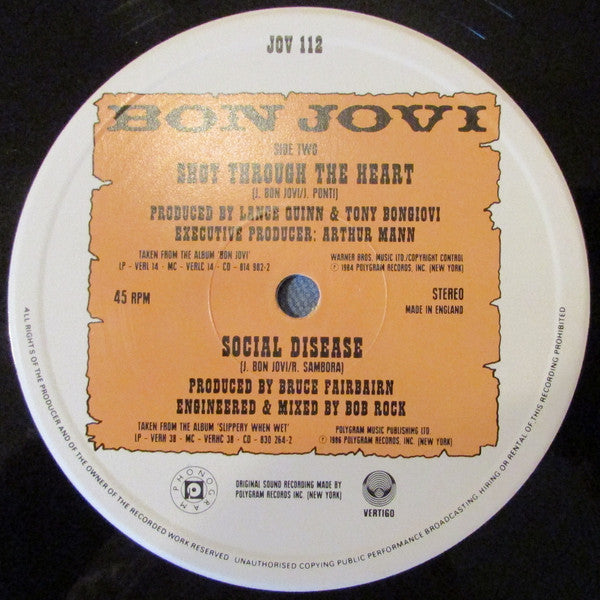 JOV 112
BON JOVI
SIDE TWO
SHOT THROUGH THE HEART
(J. BON JOVI/J. PONTI)
PRODUCED BY LANCE QUINN & TONY BONGIOVI
EXECUTIVE PRODUCER: ARTHUR MANN
TAKEN FROM THE ALBUM 'BON JOVI'
LP - VERL 14 - MC - VERLC 14 - CD - 814 982-2
WARNER BROS. MUSIC LTD./COPYRIGHT CONTROL
℗ 1984 POLYGRAM RECORDS, INC. (NEW YORK)
45 RPM
STEREO
MADE IN ENGLAND
SOCIAL DISEASE
(J. BON JOVI/R. SAMBORA)
PRODUCED BY BRUCE FAIRBAIRN
ENGINEERED & MIXED BY BOB ROCK
TAKEN FROM THE ALBUM 'SLIPPERY WHEN WET'
LP - VERH 38 - MC - VERHC 38 - CD - 830 264-2
POLYGRAM MUSIC PUBLISHING LTD.
℗ 1986 POLYGRAM RECORDS, INC. (NEW YORK)
PHONOGRAM
ORIGINAL SOUND RECORDING MADE BY
POLYGRAM RECORDS INC. (NEW YORK)
VERTIGO
ALL RIGHTS OF THE PRODUCER AND OF THE OWNER OF THE RECORDED WORK RESERVED UNAUTHORISED COPYING PUBLIC PERFORMANCE BROADCASTING. HIRING OR RENTAL OF THIS RECORDING PROHIBITED